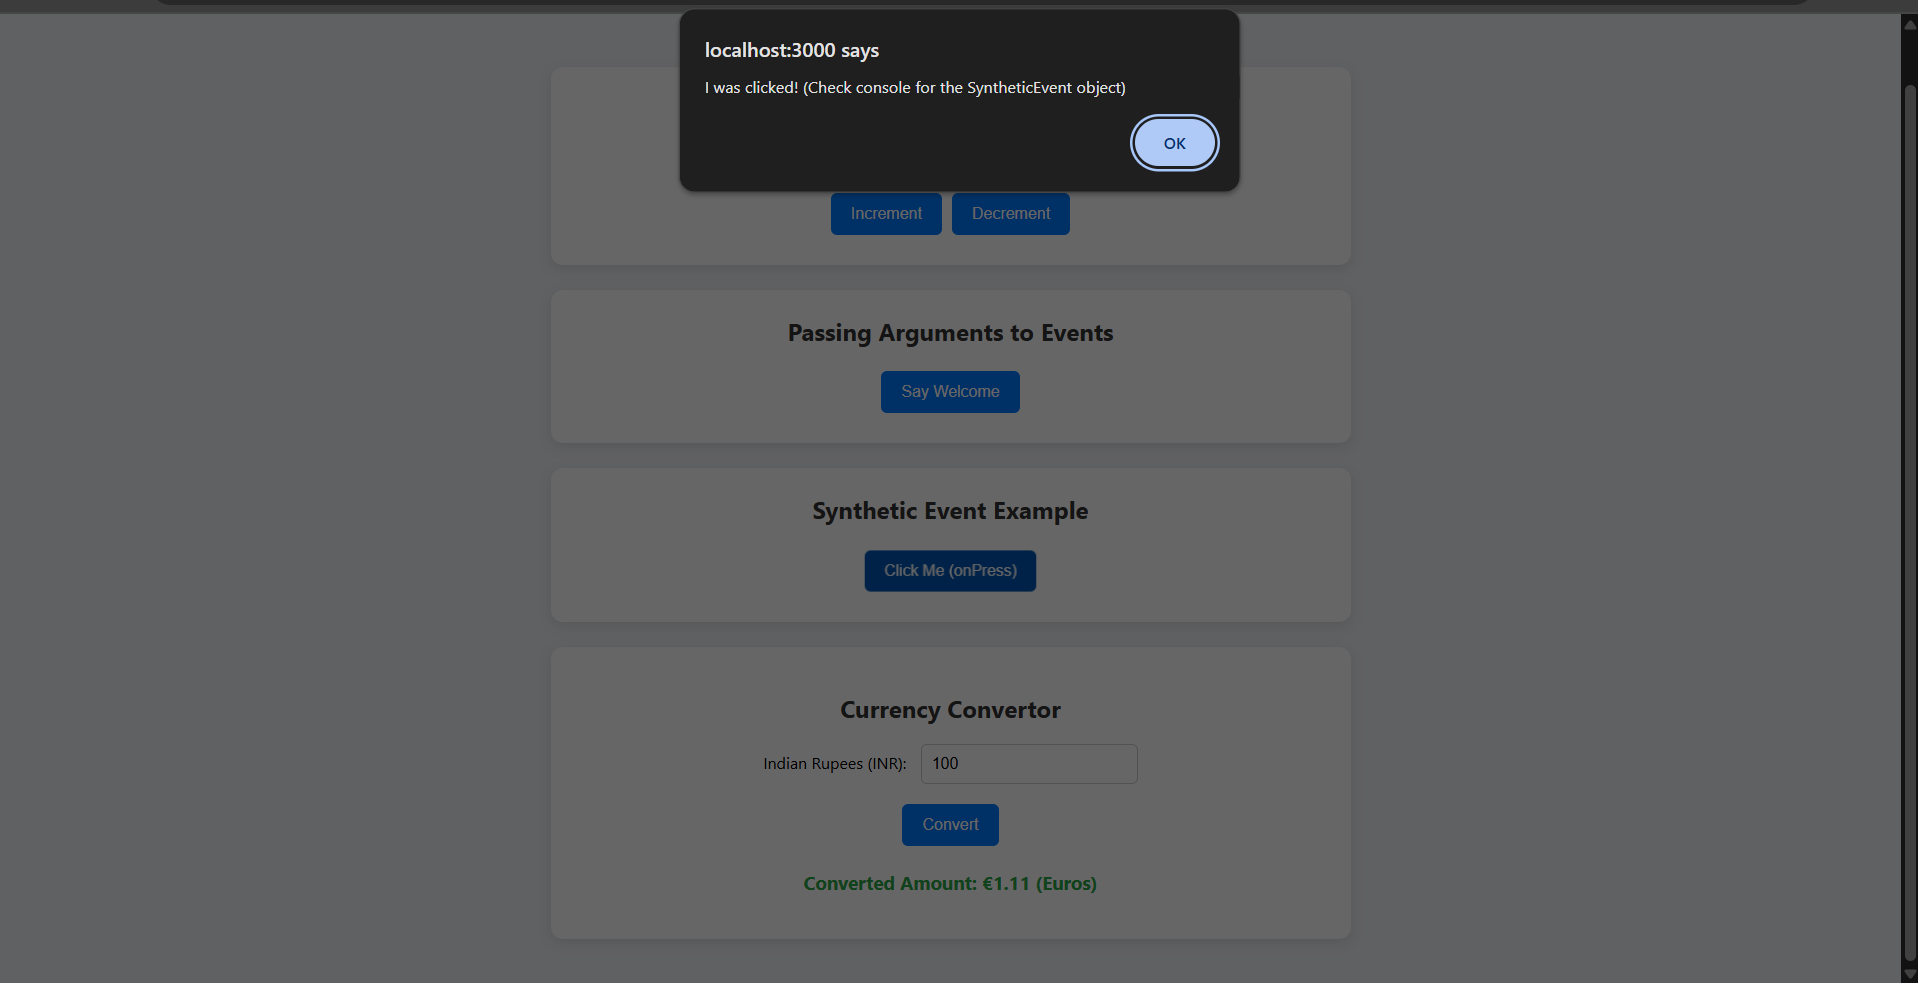 localhost:3000 says
I was clicked! (Check console for the SyntheticEvent object)
OK
Increment Decrement
Passing Arguments to Events
Say Welcome
Synthetic Event Example
Click Me (onPress)
Currency Convertor
Indian Rupees (INR): 100
Convert
Converted Amount: €1.11 (Euros)